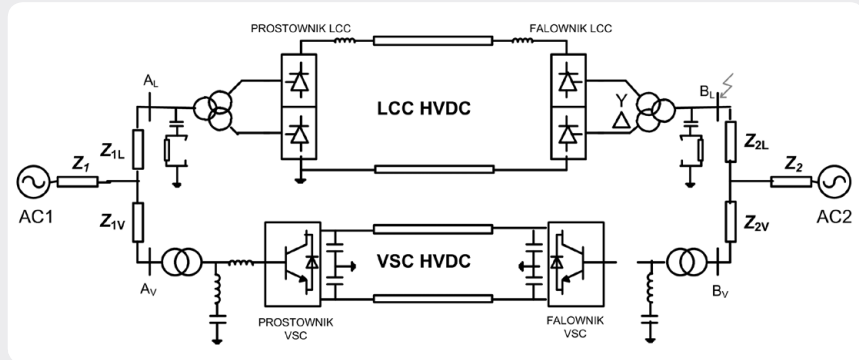 PROSTOWNIK LCC
FALOWNIK LCC
A_L
B_L
LCC HVDC
Y
Δ
Z_1L
Z_2L
Z_1
Z_2
AC1
AC2
Z_1V
Z_2V
VSC HVDC
A_V
B_V
PROSTOWNIK
VSC
FALOWNIK
VSC